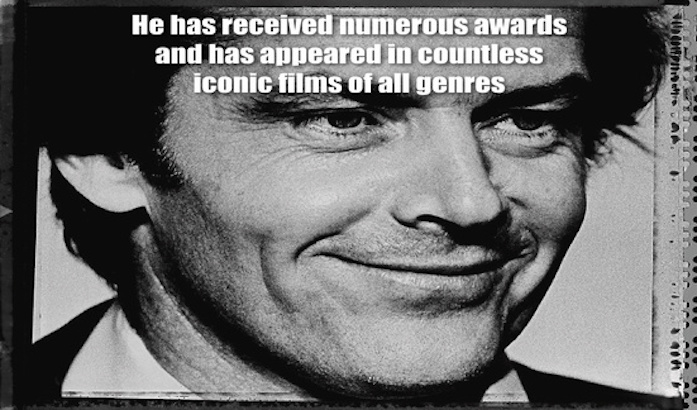 He has received numerous awards
and has appeared in countless
iconic films of all genres